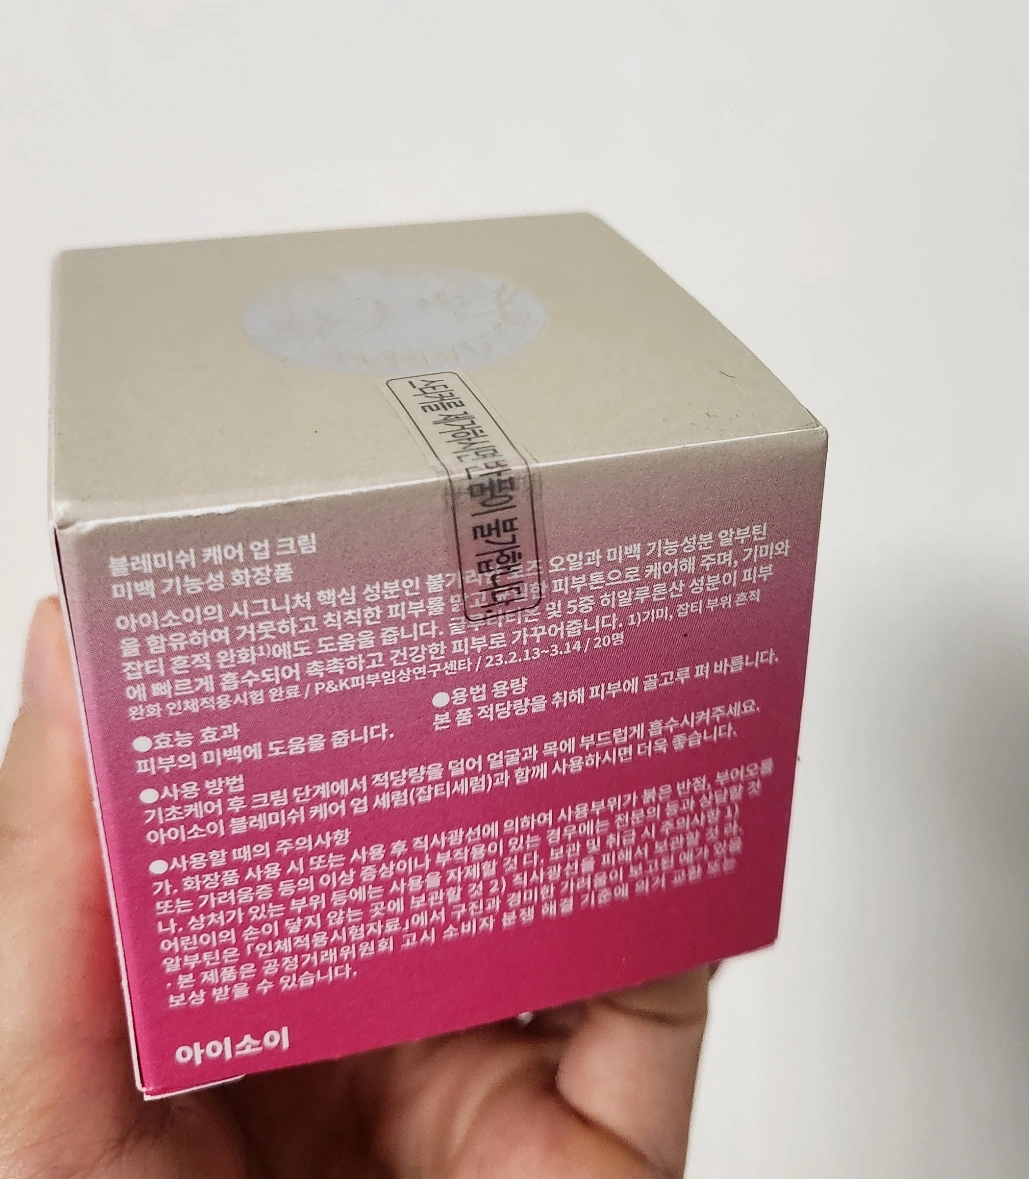 스티커를 제거하시면 반품이 불가합니다.
블레미쉬 케어 업 크림
미백 기능성 화장품
아이소이의 시그니처 핵심 성분인 불가리안 오일과 미백 기능성분 알부틴
을 함유하여 거뭇하고 칙칙한 피부를 피부톤으로 케어해 주며, 기미와
잡티 흔적 완화¹⁾에도 도움을 줍니다. 및 5중 히알루론산 성분이 피부
에 빠르게 흡수되어 촉촉하고 건강한 피부로 가꾸어줍니다. 1)기미, 잡티 부위 흔적
완화 인체적용시험 완료 / P&K피부임상연구센타 / 23.2.13~3.14 / 20명
●효능 효과
피부의 미백에 도움을 줍니다.
●용법 용량
본 품 적당량을 취해 피부에 골고루 펴 바릅니다.
●사용 방법
기초케어 후 크림 단계에서 적당량을 덜어 얼굴과 목에 부드럽게 흡수시켜주세요.
아이소이 블레미쉬 케어 업 세럼(잡티세럼)과 함께 사용하시면 더욱 좋습니다.
●사용할 때의 주의사항
가. 화장품 사용 시 또는 사용 후 직사광선에 의하여 사용부위가 붉은 반점, 부어오름
또는 가려움증 등의 이상 증상이나 부작용이 있는 경우에는 전문의 등과 상담할 것
나. 상처가 있는 부위 등에는 사용을 자제할 것 다. 보관 및 취급 시 주의사항 1)
어린이의 손이 닿지 않는 곳에 보관할 것 2) 직사광선을 피해서 보관할 것 라.
알부틴은 「인체적용시험자료」에서 구진과 경미한 가려움이 보고된 예가 있음
. 본 제품은 공정거래위원회 고시 소비자 분쟁 해결 기준에 의거 교환 또는
보상 받을 수 있습니다.
아이소이